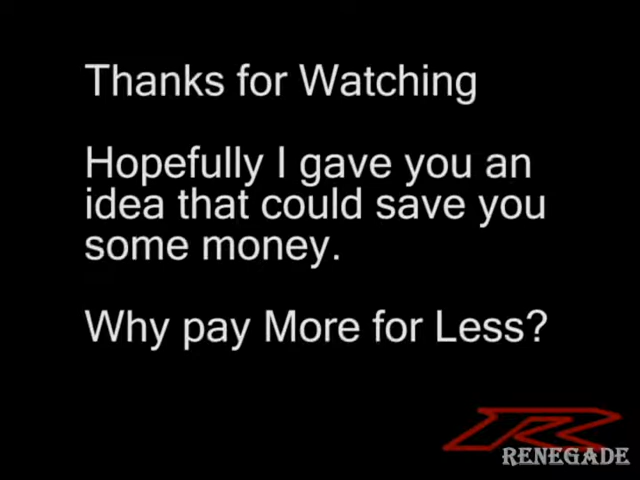 Thanks for Watching
Hopefully I gave you an
idea that could save you
some money.
Why pay More for Less?
R
RENEGADE